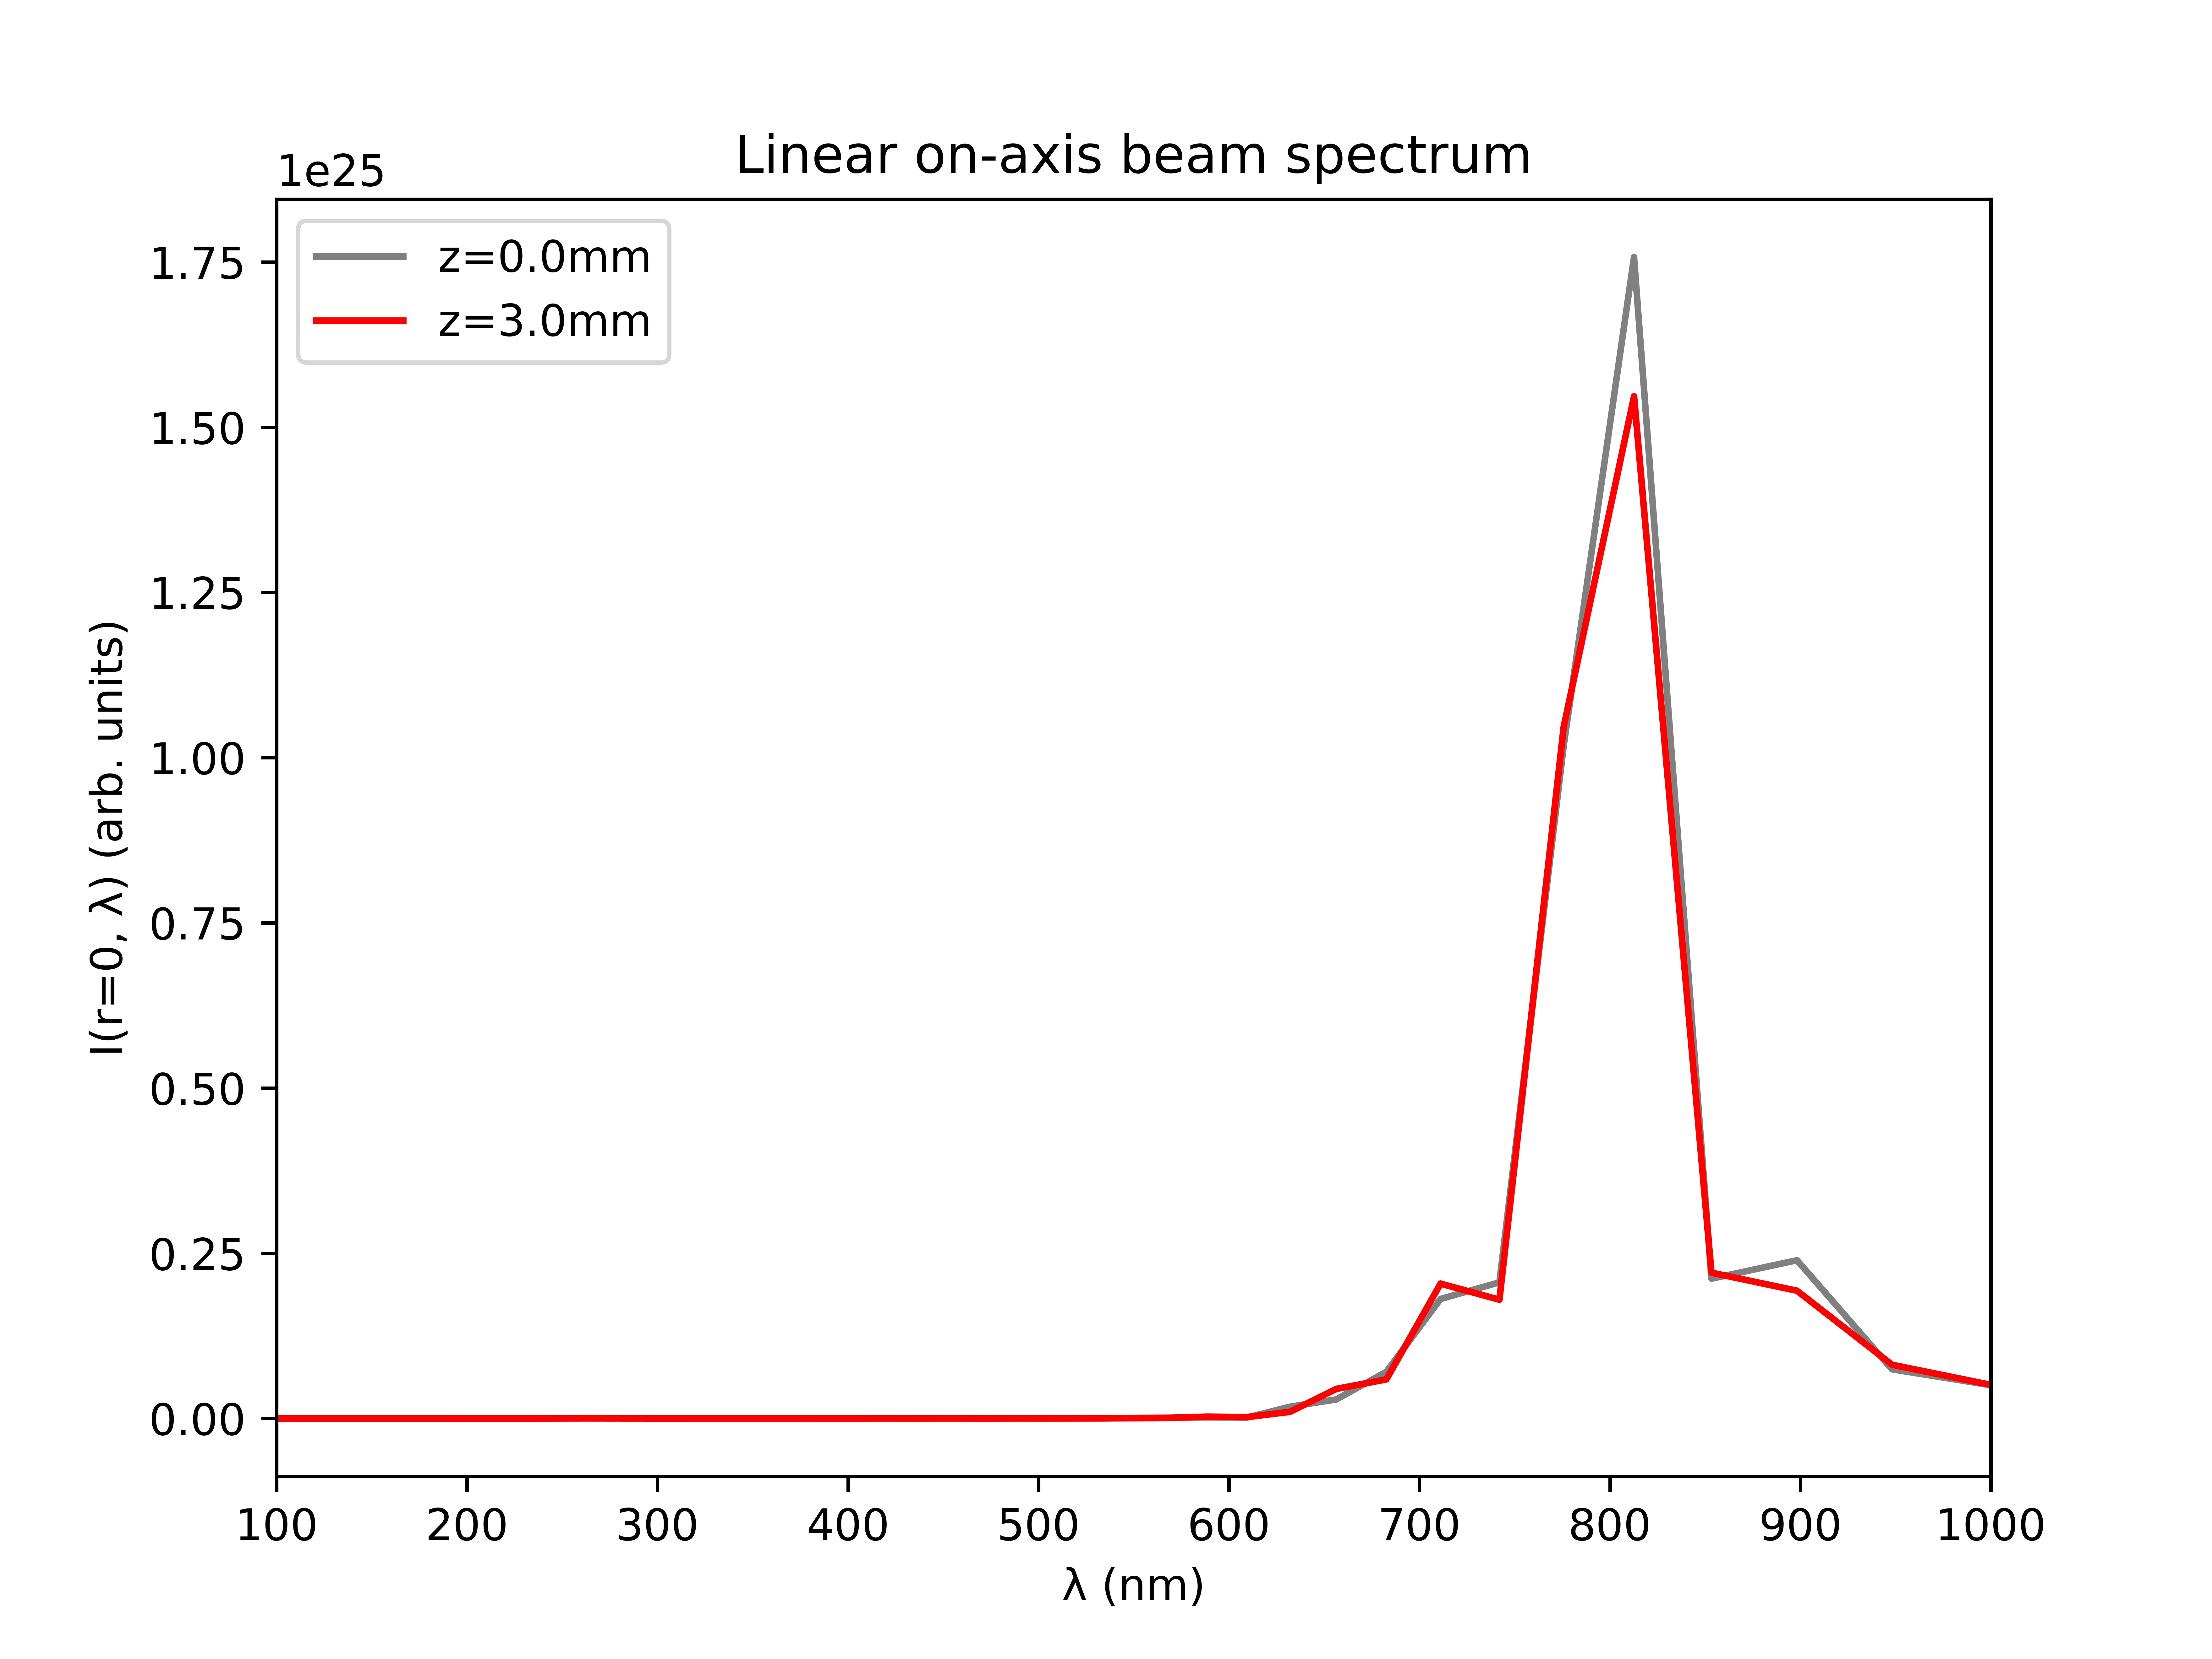 Linear on-axis beam spectrum
1e25
z=0.0mm
z=3.0mm
1.75
1.50
1.25
1.00
0.75
0.50
0.25
0.00
I(r=0, λ) (arb. units)
100 200 300 400 500 600 700 800 900 1000
λ (nm)